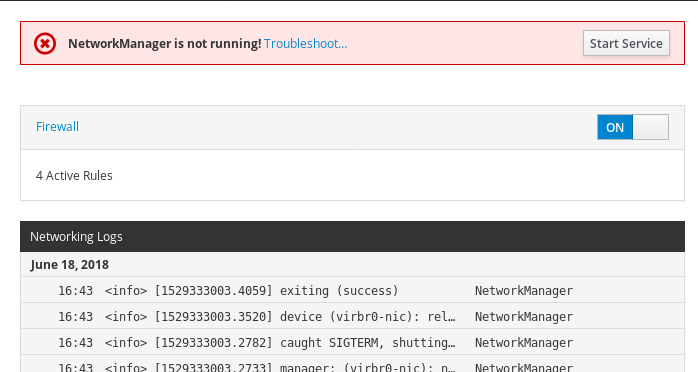 NetworkManager is not running! Troubleshoot... Start Service
Firewall ON
4 Active Rules
Networking Logs
June 18, 2018
16:43 <info> [1529333003.4059] exiting (success) NetworkManager
16:43 <info> [1529333003.3520] device (virbr0-nic): rel… NetworkManager
16:43 <info> [1529333003.2782] caught SIGTERM, shutting… NetworkManager
16:43 <info> [1529333003.2733] manager: (virbr0-nic): n… NetworkManager